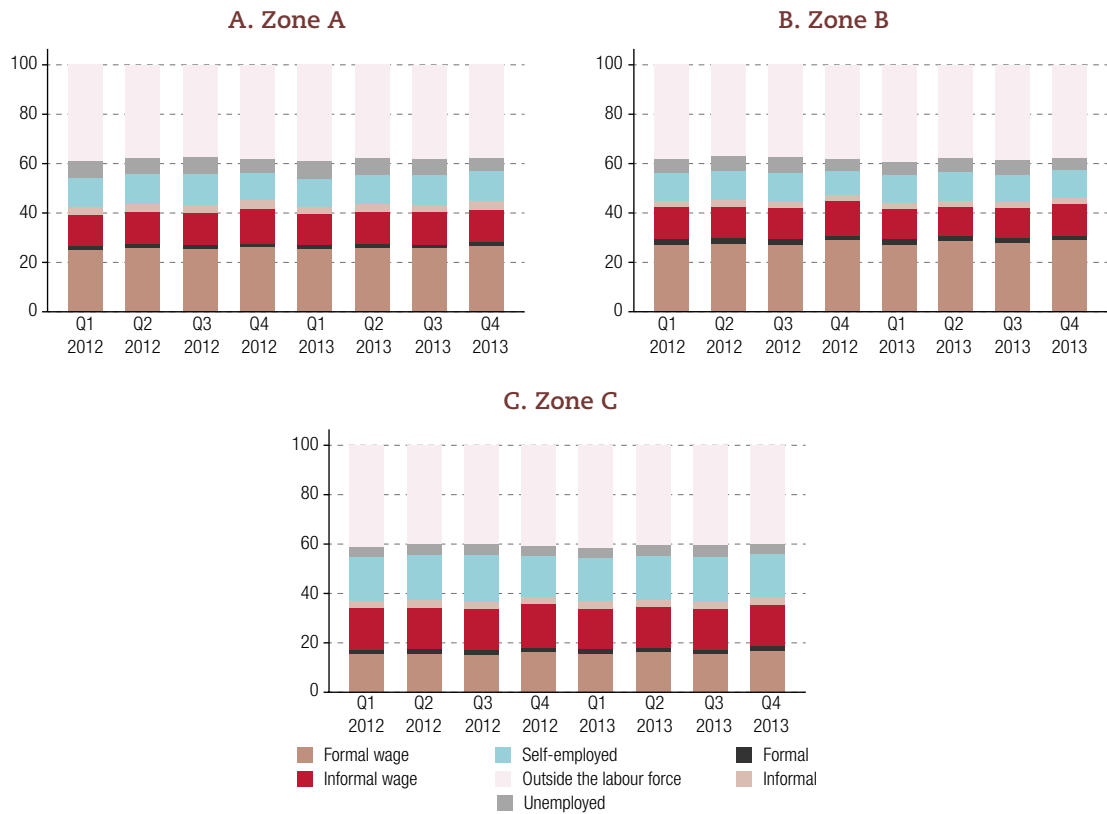 A. Zone A
100
80
60
40
20
0
Q1 Q2 Q3 Q4 Q1 Q2 Q3 Q4
2012 2012 2012 2012 2013 2013 2013 2013
B. Zone B
100
80
60
40
20
0
Q1 Q2 Q3 Q4 Q1 Q2 Q3 Q4
2012 2012 2012 2012 2013 2013 2013 2013
C. Zone C
100
80
60
40
20
0
Q1 Q2 Q3 Q4 Q1 Q2 Q3 Q4
2012 2012 2012 2012 2013 2013 2013 2013
Formal wage Self-employed Formal
Informal wage Outside the labour force Informal
Unemployed